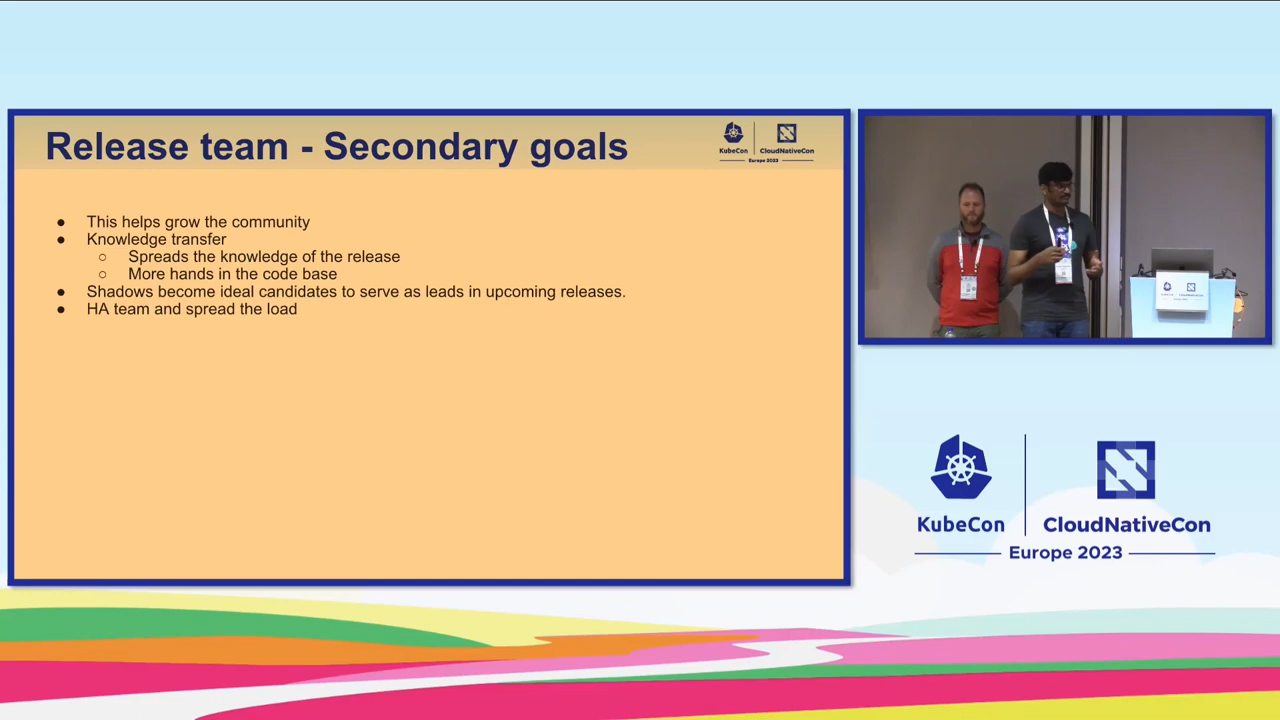 Release team - Secondary goals
KubeCon
CloudNativeCon
Europe 2023
● This helps grow the community
● Knowledge transfer
○ Spreads the knowledge of the release
○ More hands in the code base
● Shadows become ideal candidates to serve as leads in upcoming releases.
● HA team and spread the load
KubeCon
CloudNativeCon
Europe 2023